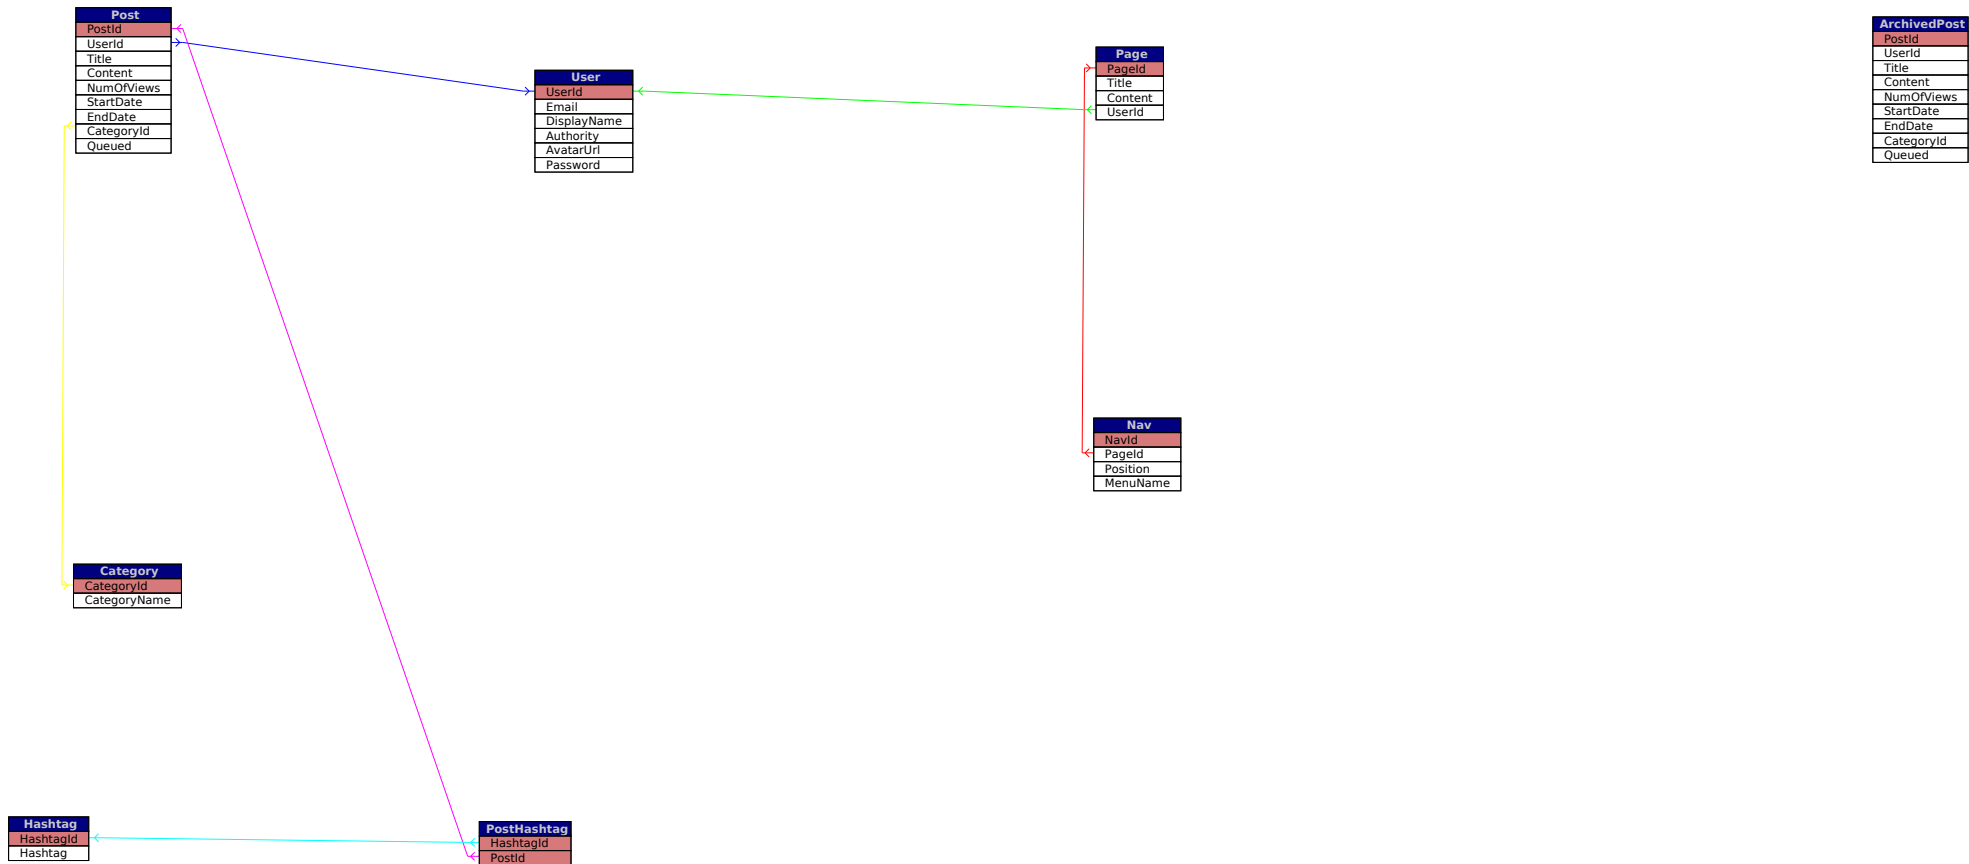 Post
PostId
UserId
Title
Content
NumOfViews
StartDate
EndDate
CategoryId
Queued
User
UserId
Email
DisplayName
Authority
AvatarUrl
Password
Page
PageId
Title
Content
UserId
ArchivedPost
PostId
UserId
Title
Content
NumOfViews
StartDate
EndDate
CategoryId
Queued
Nav
NavId
PageId
Position
MenuName
Category
CategoryId
CategoryName
Hashtag
HashtagId
Hashtag
PostHashtag
HashtagId
PostId